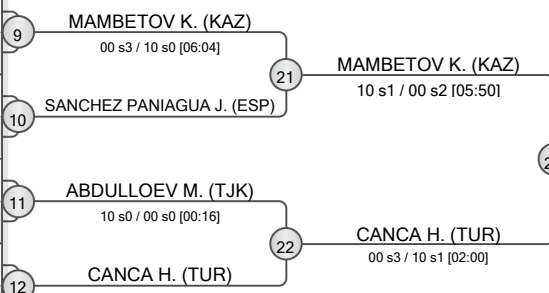 MAMBETOV K. (KAZ)
9
00 s3 / 10 s0 [06:04]
21
MAMBETOV K. (KAZ)
10 s1 / 00 s2 [05:50]
SANCHEZ PANIAGUA J. (ESP)
10
ABDULLOEV M. (TJK)
11
10 s0 / 00 s0 [00:16]
22
CANCA H. (TUR)
00 s3 / 10 s1 [02:00]
CANCA H. (TUR)
12